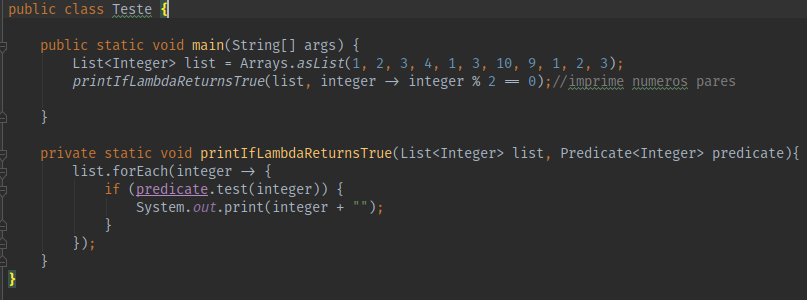 public class Teste {
public static void main(String[] args) {
List<Integer> list = Arrays.asList(1, 2, 3, 4, 1, 3, 10, 9, 1, 2, 3);
printIfLambdaReturnsTrue(list, integer -> integer % 2 == 0);//imprime numeros pares
}
private static void printIfLambdaReturnsTrue(List<Integer> list, Predicate<Integer> predicate){
list.forEach(integer -> {
if (predicate.test(integer)) {
System.out.print(integer + "");
}
});
}
}